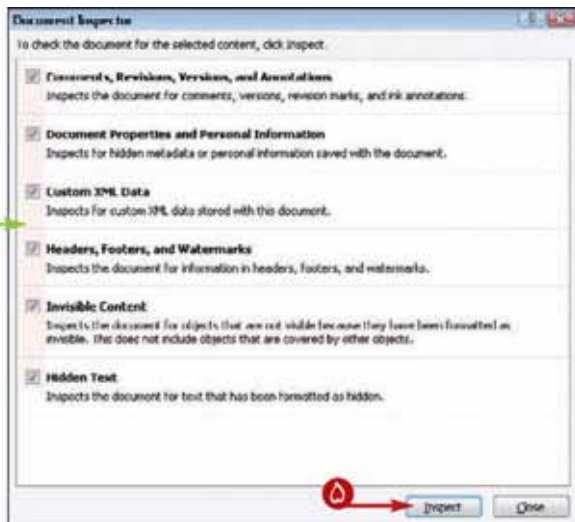 Document Inspector
To check the document for the selected content, click Inspect.
Comments, Revisions, Versions, and Annotations
Inspects the document for comments, versions, revision marks, and ink annotations.
Document Properties and Personal Information
Inspects for hidden metadata or personal information saved with the document.
Custom XML Data
Inspects for custom XML data stored with this document.
Headers, Footers, and Watermarks
Inspects the document for information in headers, footers, and watermarks.
Invisible Content
Inspects the document for objects that are not visible because they have been formatted as
invisible. This does not include objects that are covered by other objects.
Hidden Text
Inspects the document for text that has been formatted as hidden.
۵
Inspect Close